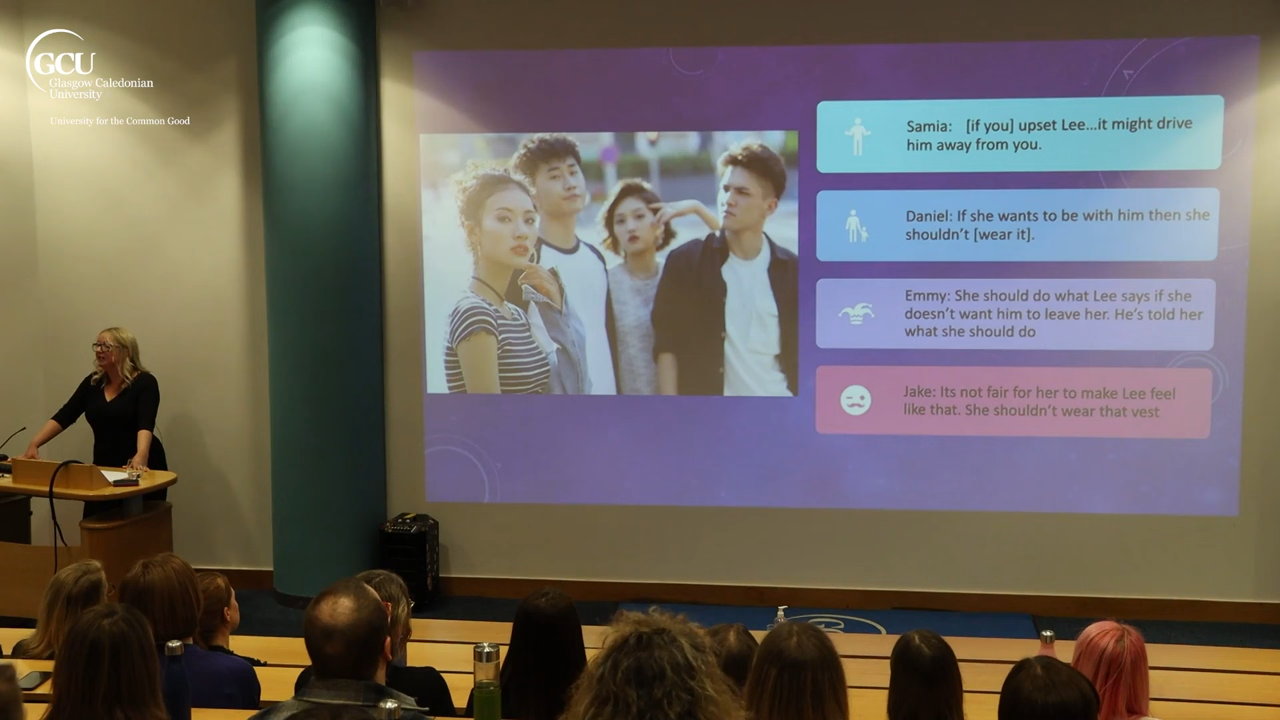 GCU
Glasgow Caledonian
University
University for the Common Good
Samia: [if you] upset Lee...it might drive
him away from you.
Daniel: If she wants to be with him then she
shouldn't [wear it].
Emmy: She should do what Lee says if she
doesn't want him to leave her. He's told her
what she should do
Jake: Its not fair for her to make Lee feel
like that. She shouldn't wear that vest